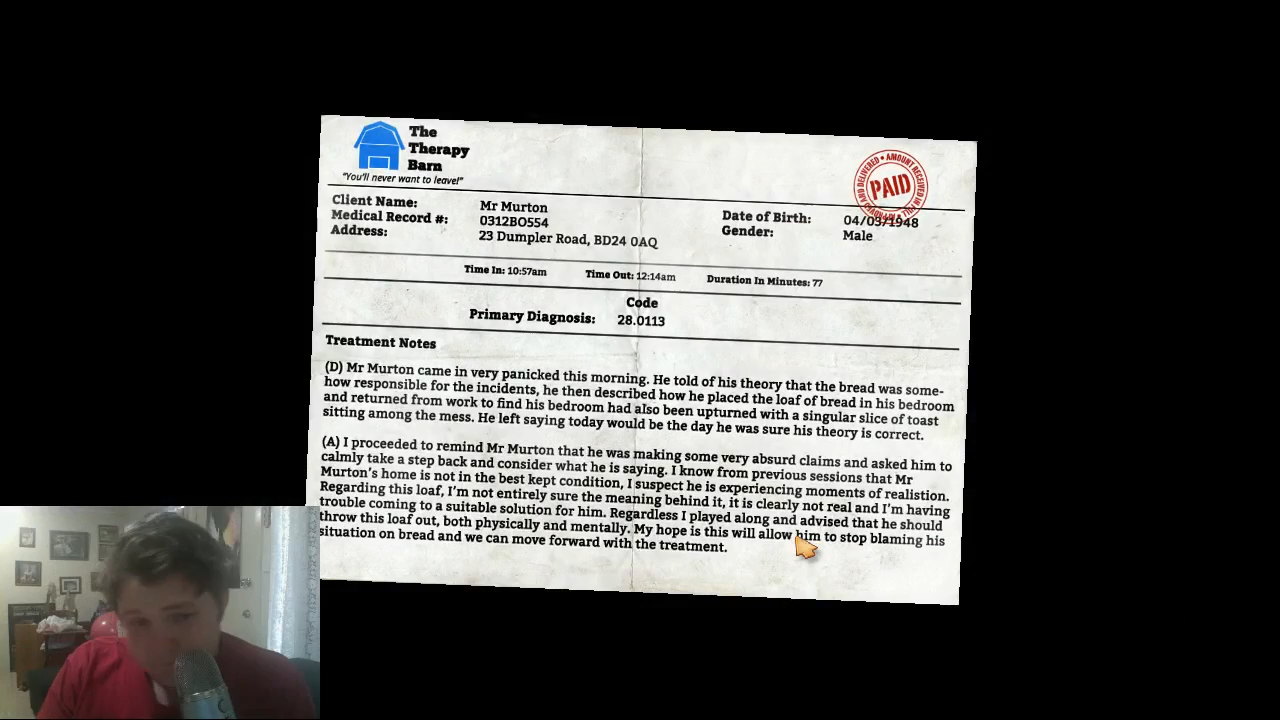 The
Therapy
Barn
"You'll never want to leave!"
AND DELIVERED • AMOUNT RECEIVED IN FULL • APPROVED
PAID
Client Name: Mr Murton
Medical Record #: 0312BO554
Address: 23 Dumpler Road, BD24 0AQ
Date of Birth: 04/03/1948
Gender: Male
Time In: 10:57am Time Out: 12:14am Duration In Minutes: 77
Code
Primary Diagnosis: 28.0113
Treatment Notes
(D) Mr Murton came in very panicked this morning. He told of his theory that the bread was some-
how responsible for the incidents, he then described how he placed the loaf of bread in his bedroom
and returned from work to find his bedroom had also been upturned with a singular slice of toast
sitting among the mess. He left saying today would be the day he was sure his theory is correct.
(A) I proceeded to remind Mr Murton that he was making some very absurd claims and asked him to
calmly take a step back and consider what he is saying. I know from previous sessions that Mr
Murton's home is not in the best kept condition, I suspect he is experiencing moments of realistion.
Regarding this loaf, I'm not entirely sure the meaning behind it, it is clearly not real and I'm having
trouble coming to a suitable solution for him. Regardless I played along and advised that he should
throw this loaf out, both physically and mentally. My hope is this will allow him to stop blaming his
situation on bread and we can move forward with the treatment.